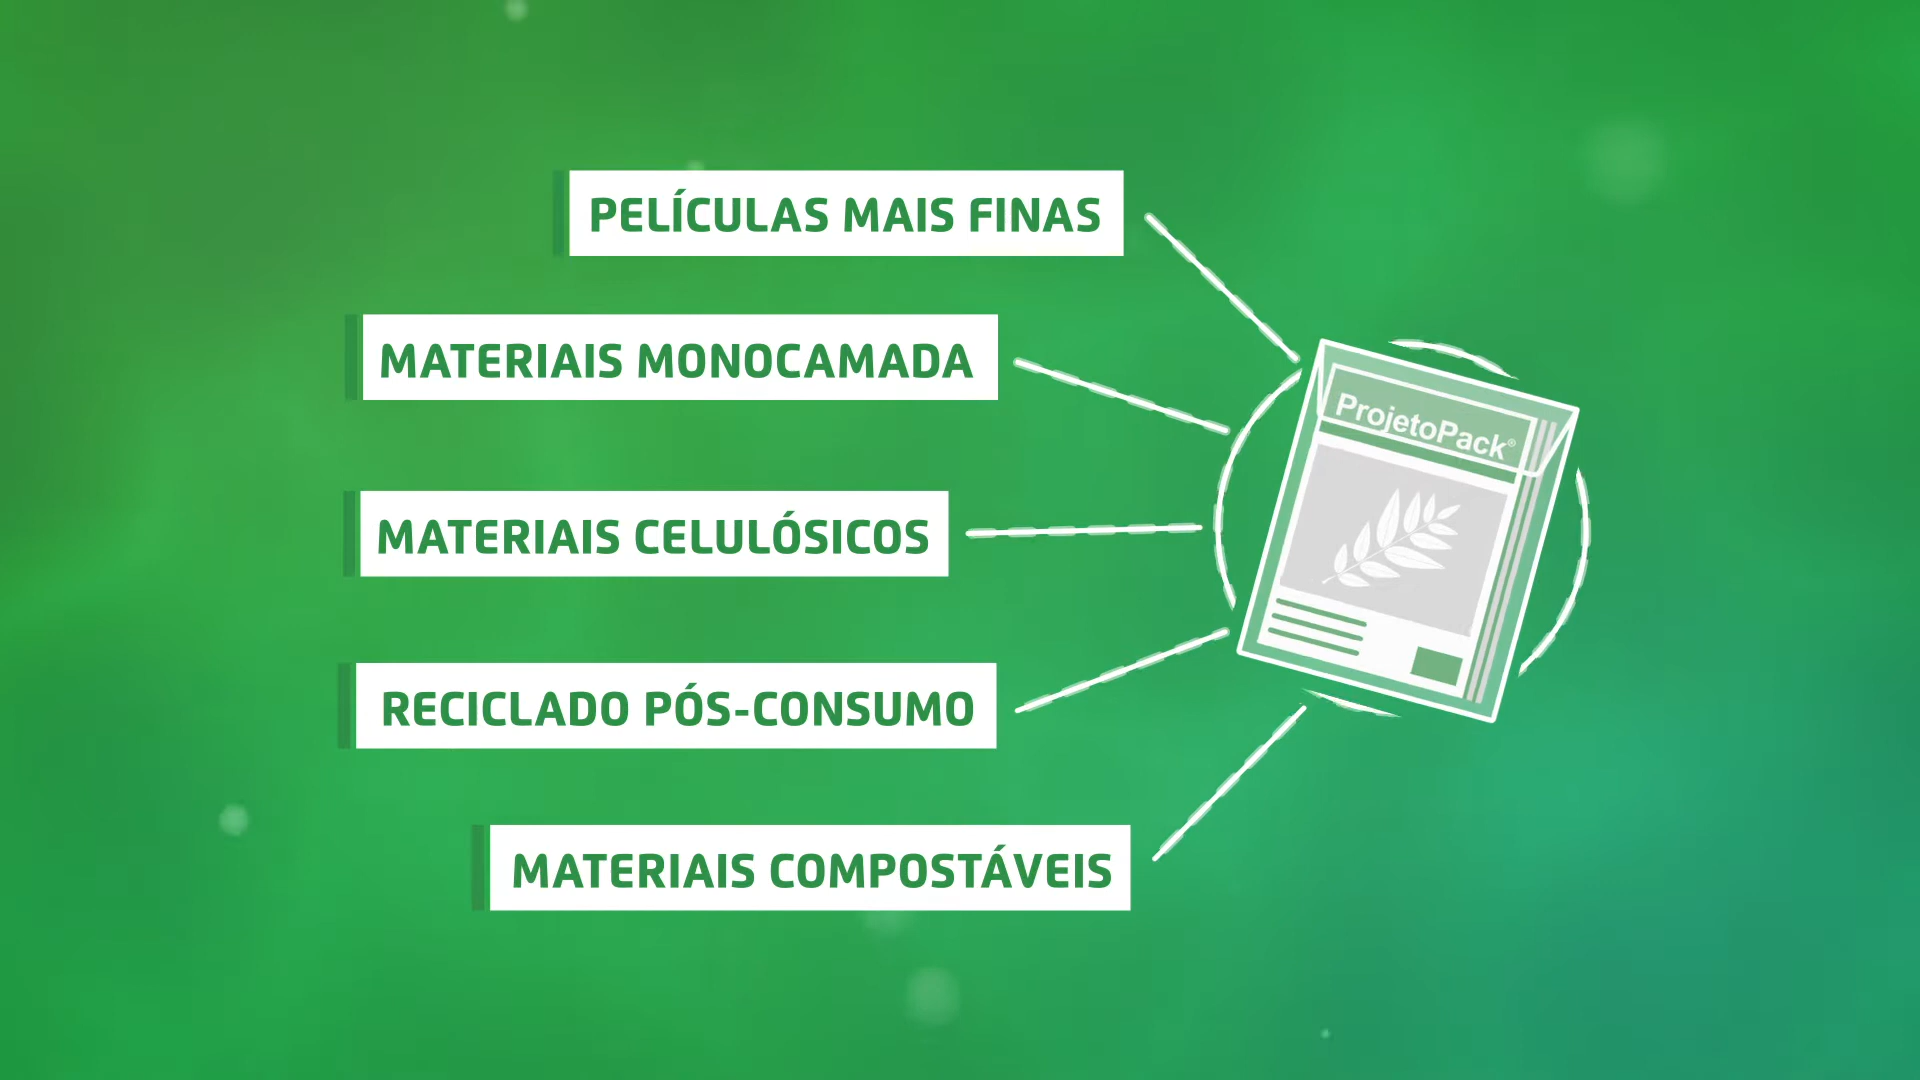 PELÍCULAS MAIS FINAS
MATERIAIS MONOCAMADA
ProjetoPack®
MATERIAIS CELULÓSICOS
RECICLADO PÓS-CONSUMO
MATERIAIS COMPOSTÁVEIS